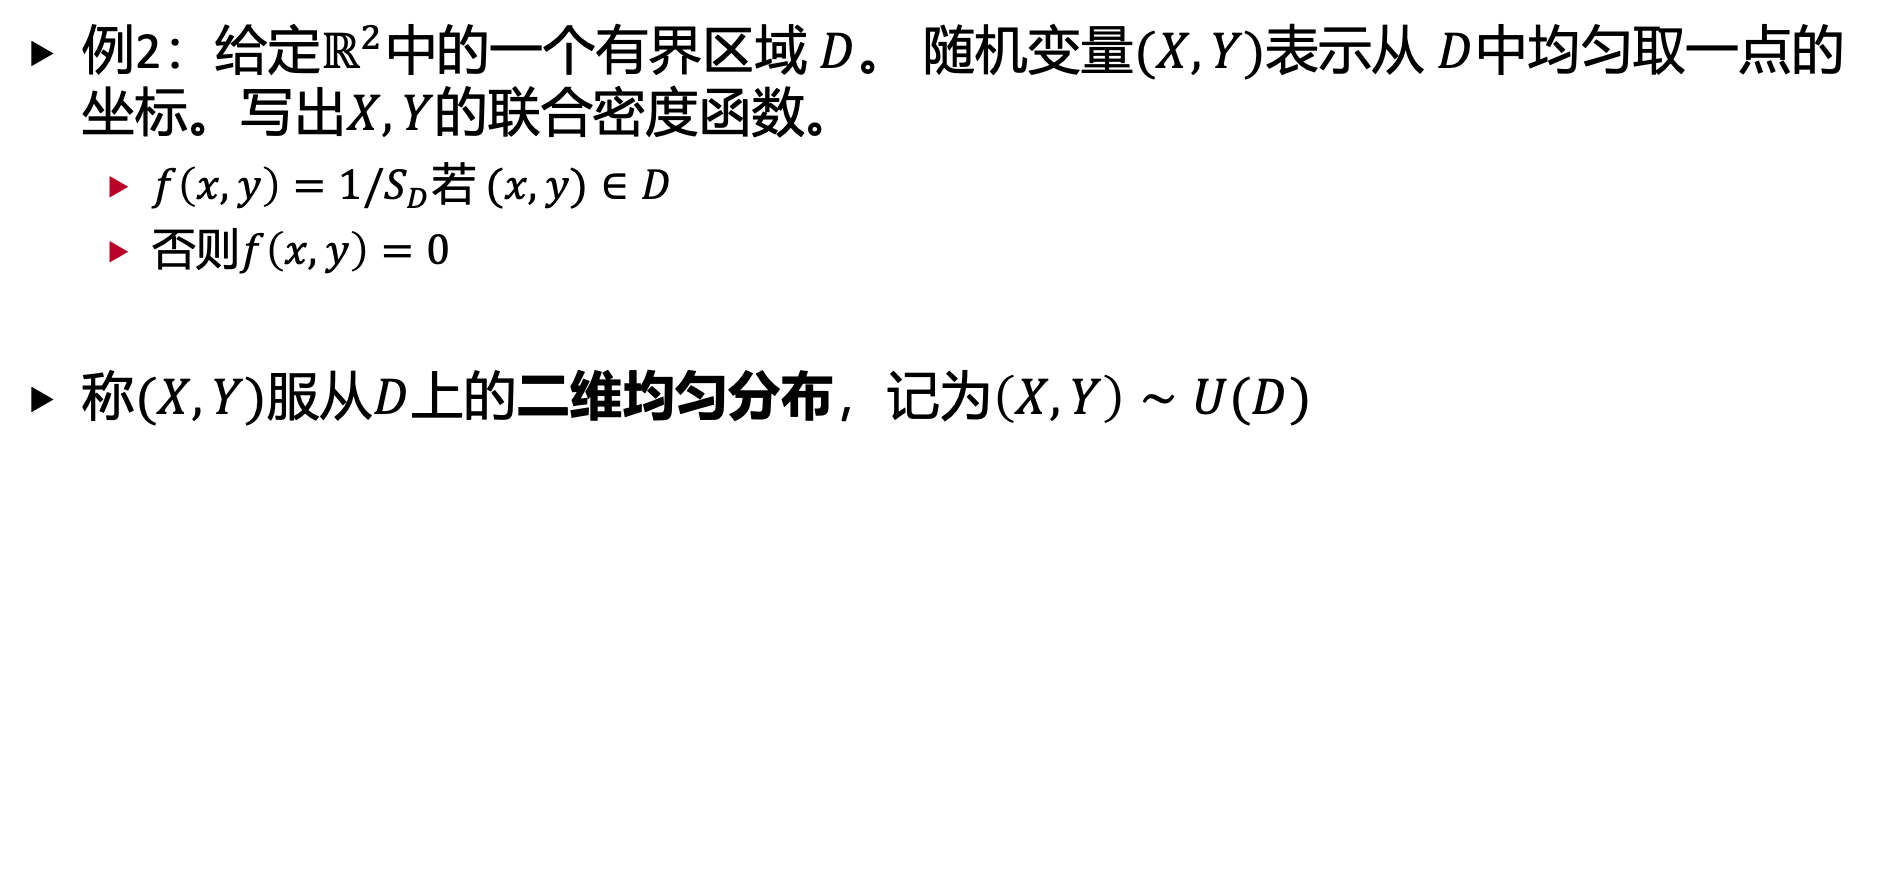 ▶ 例2：给定ℝ²中的一个有界区域 D。 随机变量(X, Y)表示从 D中均匀取一点的
坐标。写出X, Y的联合密度函数。
▶ f(x, y) = 1/S_D若 (x, y) ∈ D
▶ 否则f(x, y) = 0
▶ 称(X, Y)服从D上的二维均匀分布，记为(X, Y) ~ U(D)